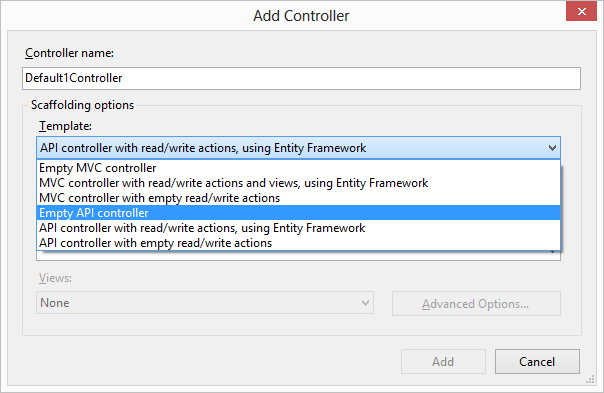 Add Controller
Controller name:
Default1Controller
Scaffolding options
Template:
API controller with read/write actions, using Entity Framework
Empty MVC controller
MVC controller with read/write actions and views, using Entity Framework
MVC controller with empty read/write actions
Empty API controller
API controller with read/write actions, using Entity Framework
API controller with empty read/write actions
Views:
None
Advanced Options...
Add
Cancel